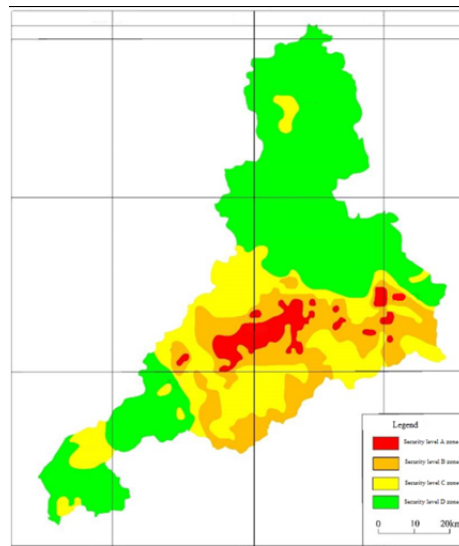 Legend
Security level A zone
Security level B zone
Security level C zone
Security level D zone
0 10 20km